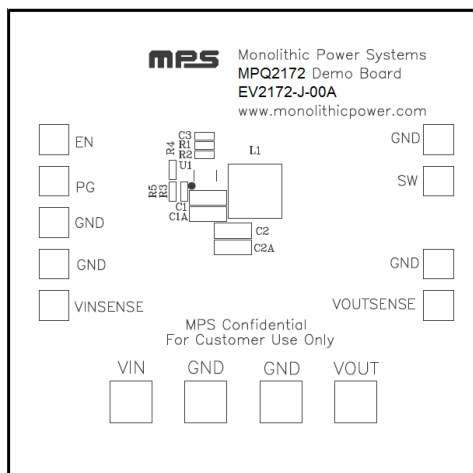 mps
Monolithic Power Systems
MPQ2172 Demo Board
EV2172-J-00A
www.monolithicpower.com
EN
PG
GND
GND
VINSENSE
C3
R1
R2
R4
U1
L1
R5
R3
C1
C1A
C2
C2A
GND
SW
GND
VOUTSENSE
MPS Confidential
For Customer Use Only
VIN
GND
GND
VOUT